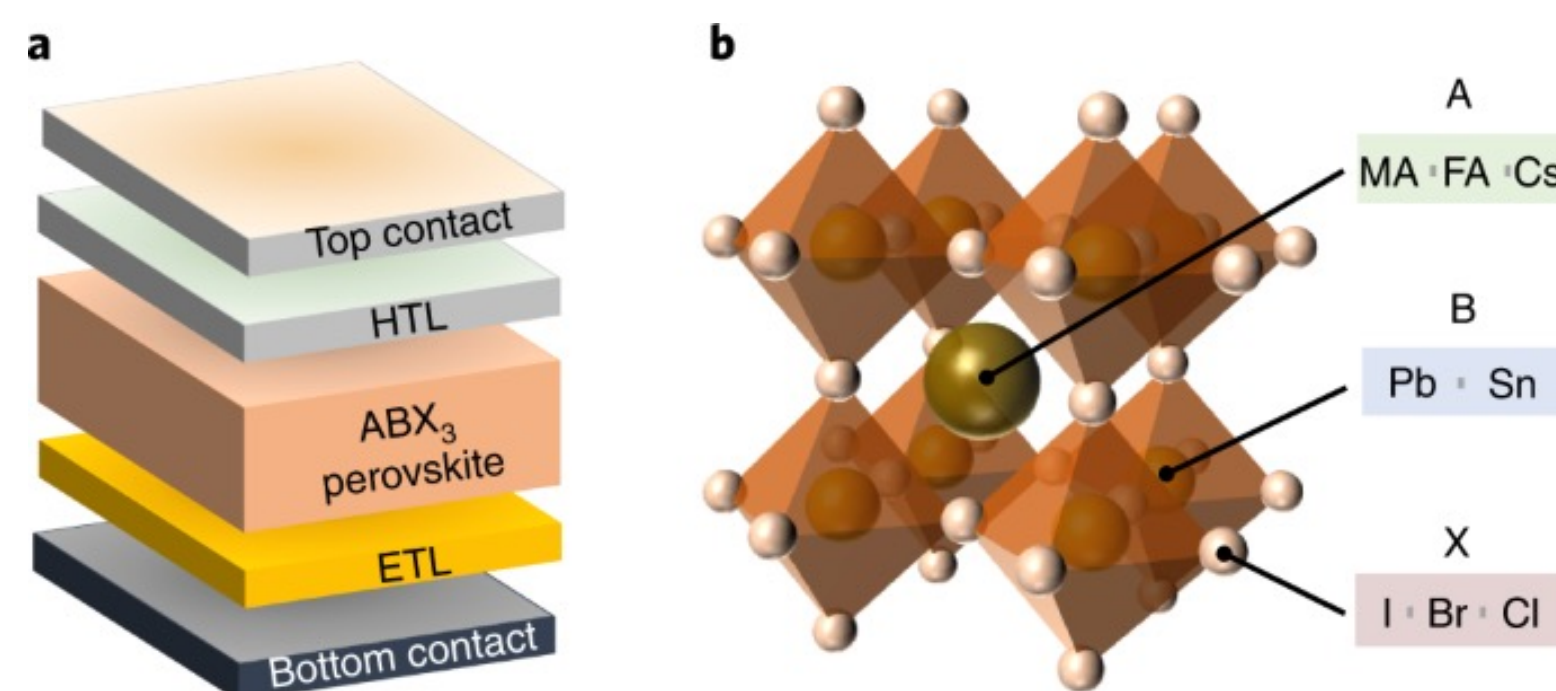 a
Top contact
HTL
ABX₃
perovskite
ETL
Bottom contact
b
A
MA · FA · Cs
B
Pb · Sn
X
I · Br · Cl